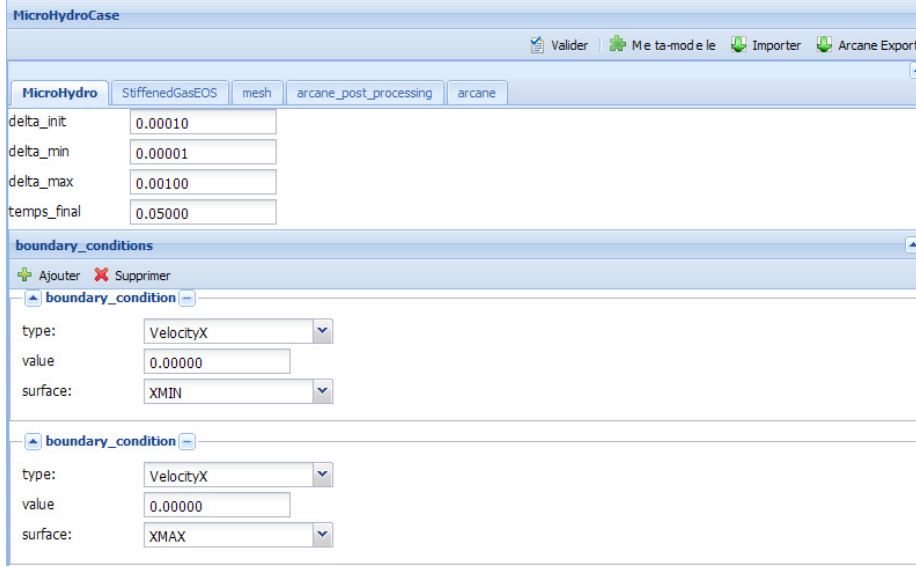 MicroHydroCase
Valider Me ta-mod e le Importer Arcane Export
MicroHydro StiffenedGasEOS mesh arcane_post_processing arcane
delta_init 0.00010
delta_min 0.00001
delta_max 0.00100
temps_final 0.05000
boundary_conditions
Ajouter Supprimer
boundary_condition
type: VelocityX
value 0.00000
surface: XMIN
boundary_condition
type: VelocityX
value 0.00000
surface: XMAX